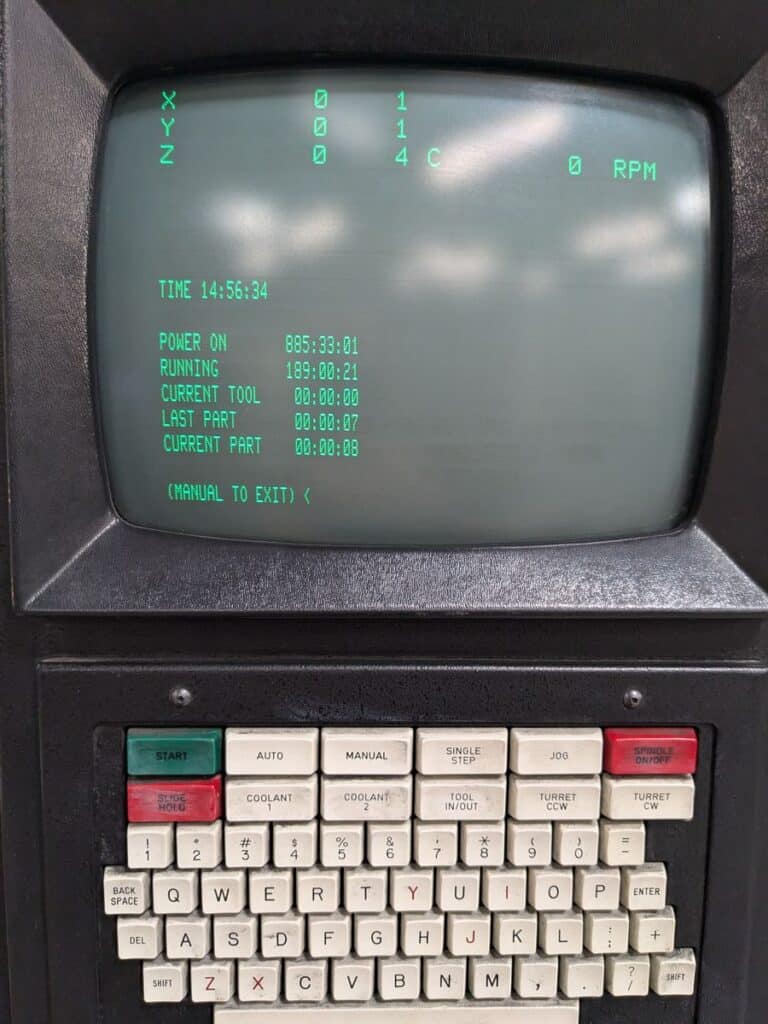 X 0 1
Y 0 1
Z 0 4 C 0 RPM
TIME 14:56:34
POWER ON 885:33:01
RUNNING 189:00:21
CURRENT TOOL 00:00:00
LAST PART 00:00:07
CURRENT PART 00:00:08
(MANUAL TO EXIT) <
START AUTO MANUAL SINGLE STEP JOG SPINDLE ON/OFF
SLIDE HOLD COOLANT 1 COOLANT 2 TOOL IN/OUT TURRET CCW TURRET CW
! 1 " 2 # 3 $ 4 % 5 & 6 ' 7 * 8 ( 9 ) 0 = -
BACK SPACE Q W E R T Y U I O P ENTER
DEL A S D F G H J K L : ; +
SHIFT Z X C V B N M , . ? / SHIFT